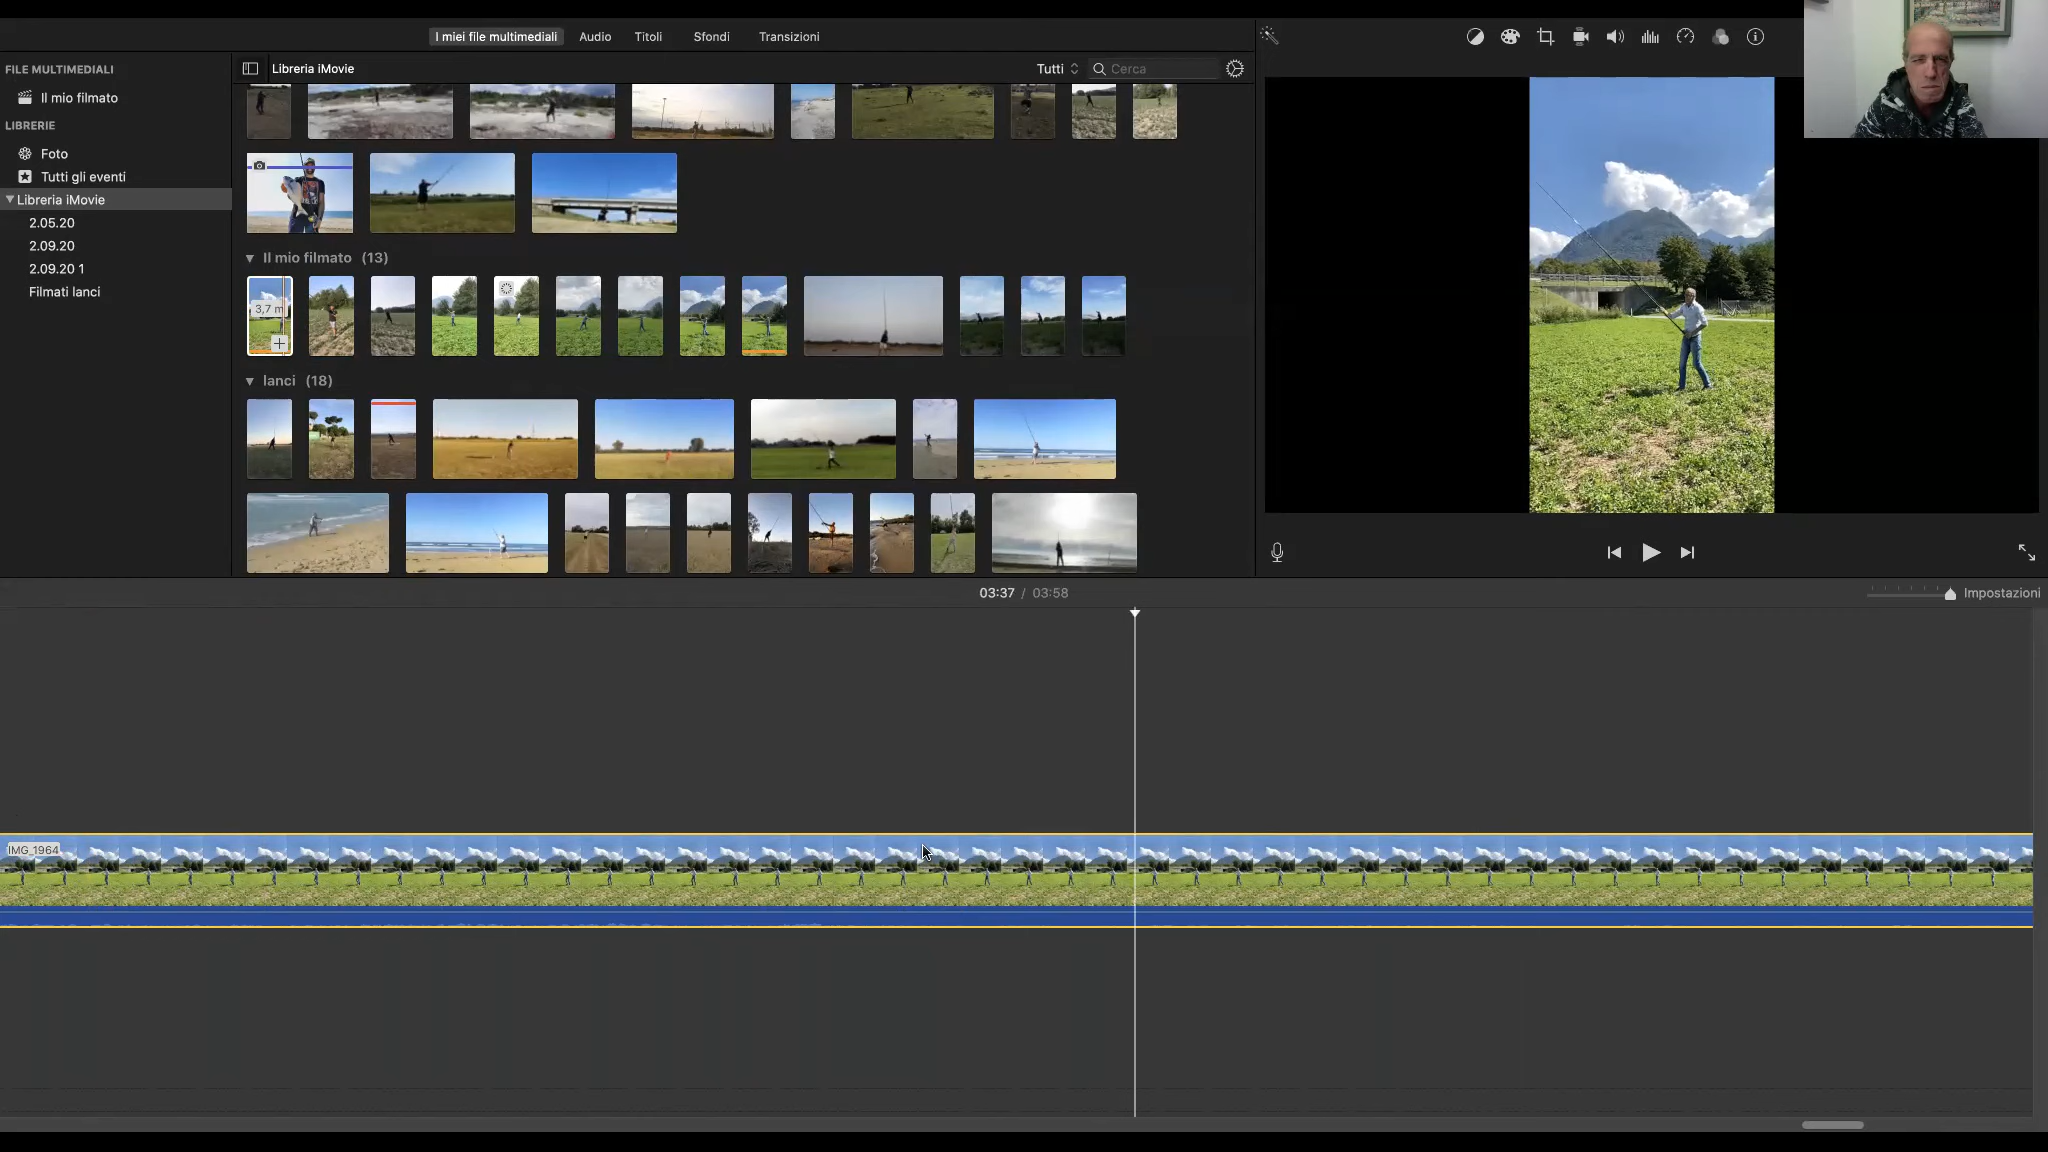 I miei file multimediali
Audio
Titoli
Sfondi
Transizioni
FILE MULTIMEDIALI
Il mio filmato
LIBRERIE
Foto
Tutti gli eventi
Libreria iMovie
2.05.20
2.09.20
2.09.20 1
Filmati lanci
Libreria iMovie
Tutti
Cerca
Il mio filmato (13)
3,7 m
lanci (18)
03:37 / 03:58
Impostazioni
IMG_1964